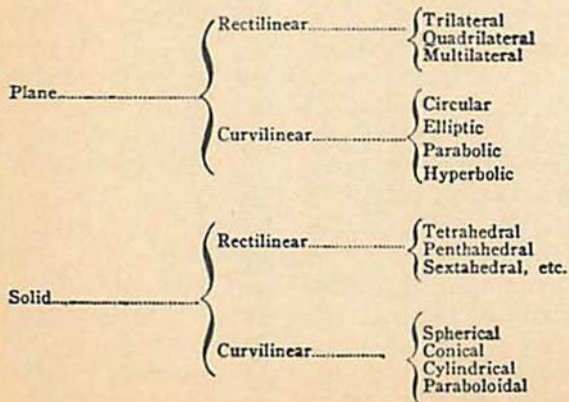 Rectilinear
Trilateral
Quadrilateral
Multilateral
Plane
Curvilinear
Circular
Elliptic
Parabolic
Hyperbolic
Rectilinear
Tetrahedral
Penthahedral
Sextahedral, etc.
Solid
Curvilinear
Spherical
Conical
Cylindrical
Paraboloidal